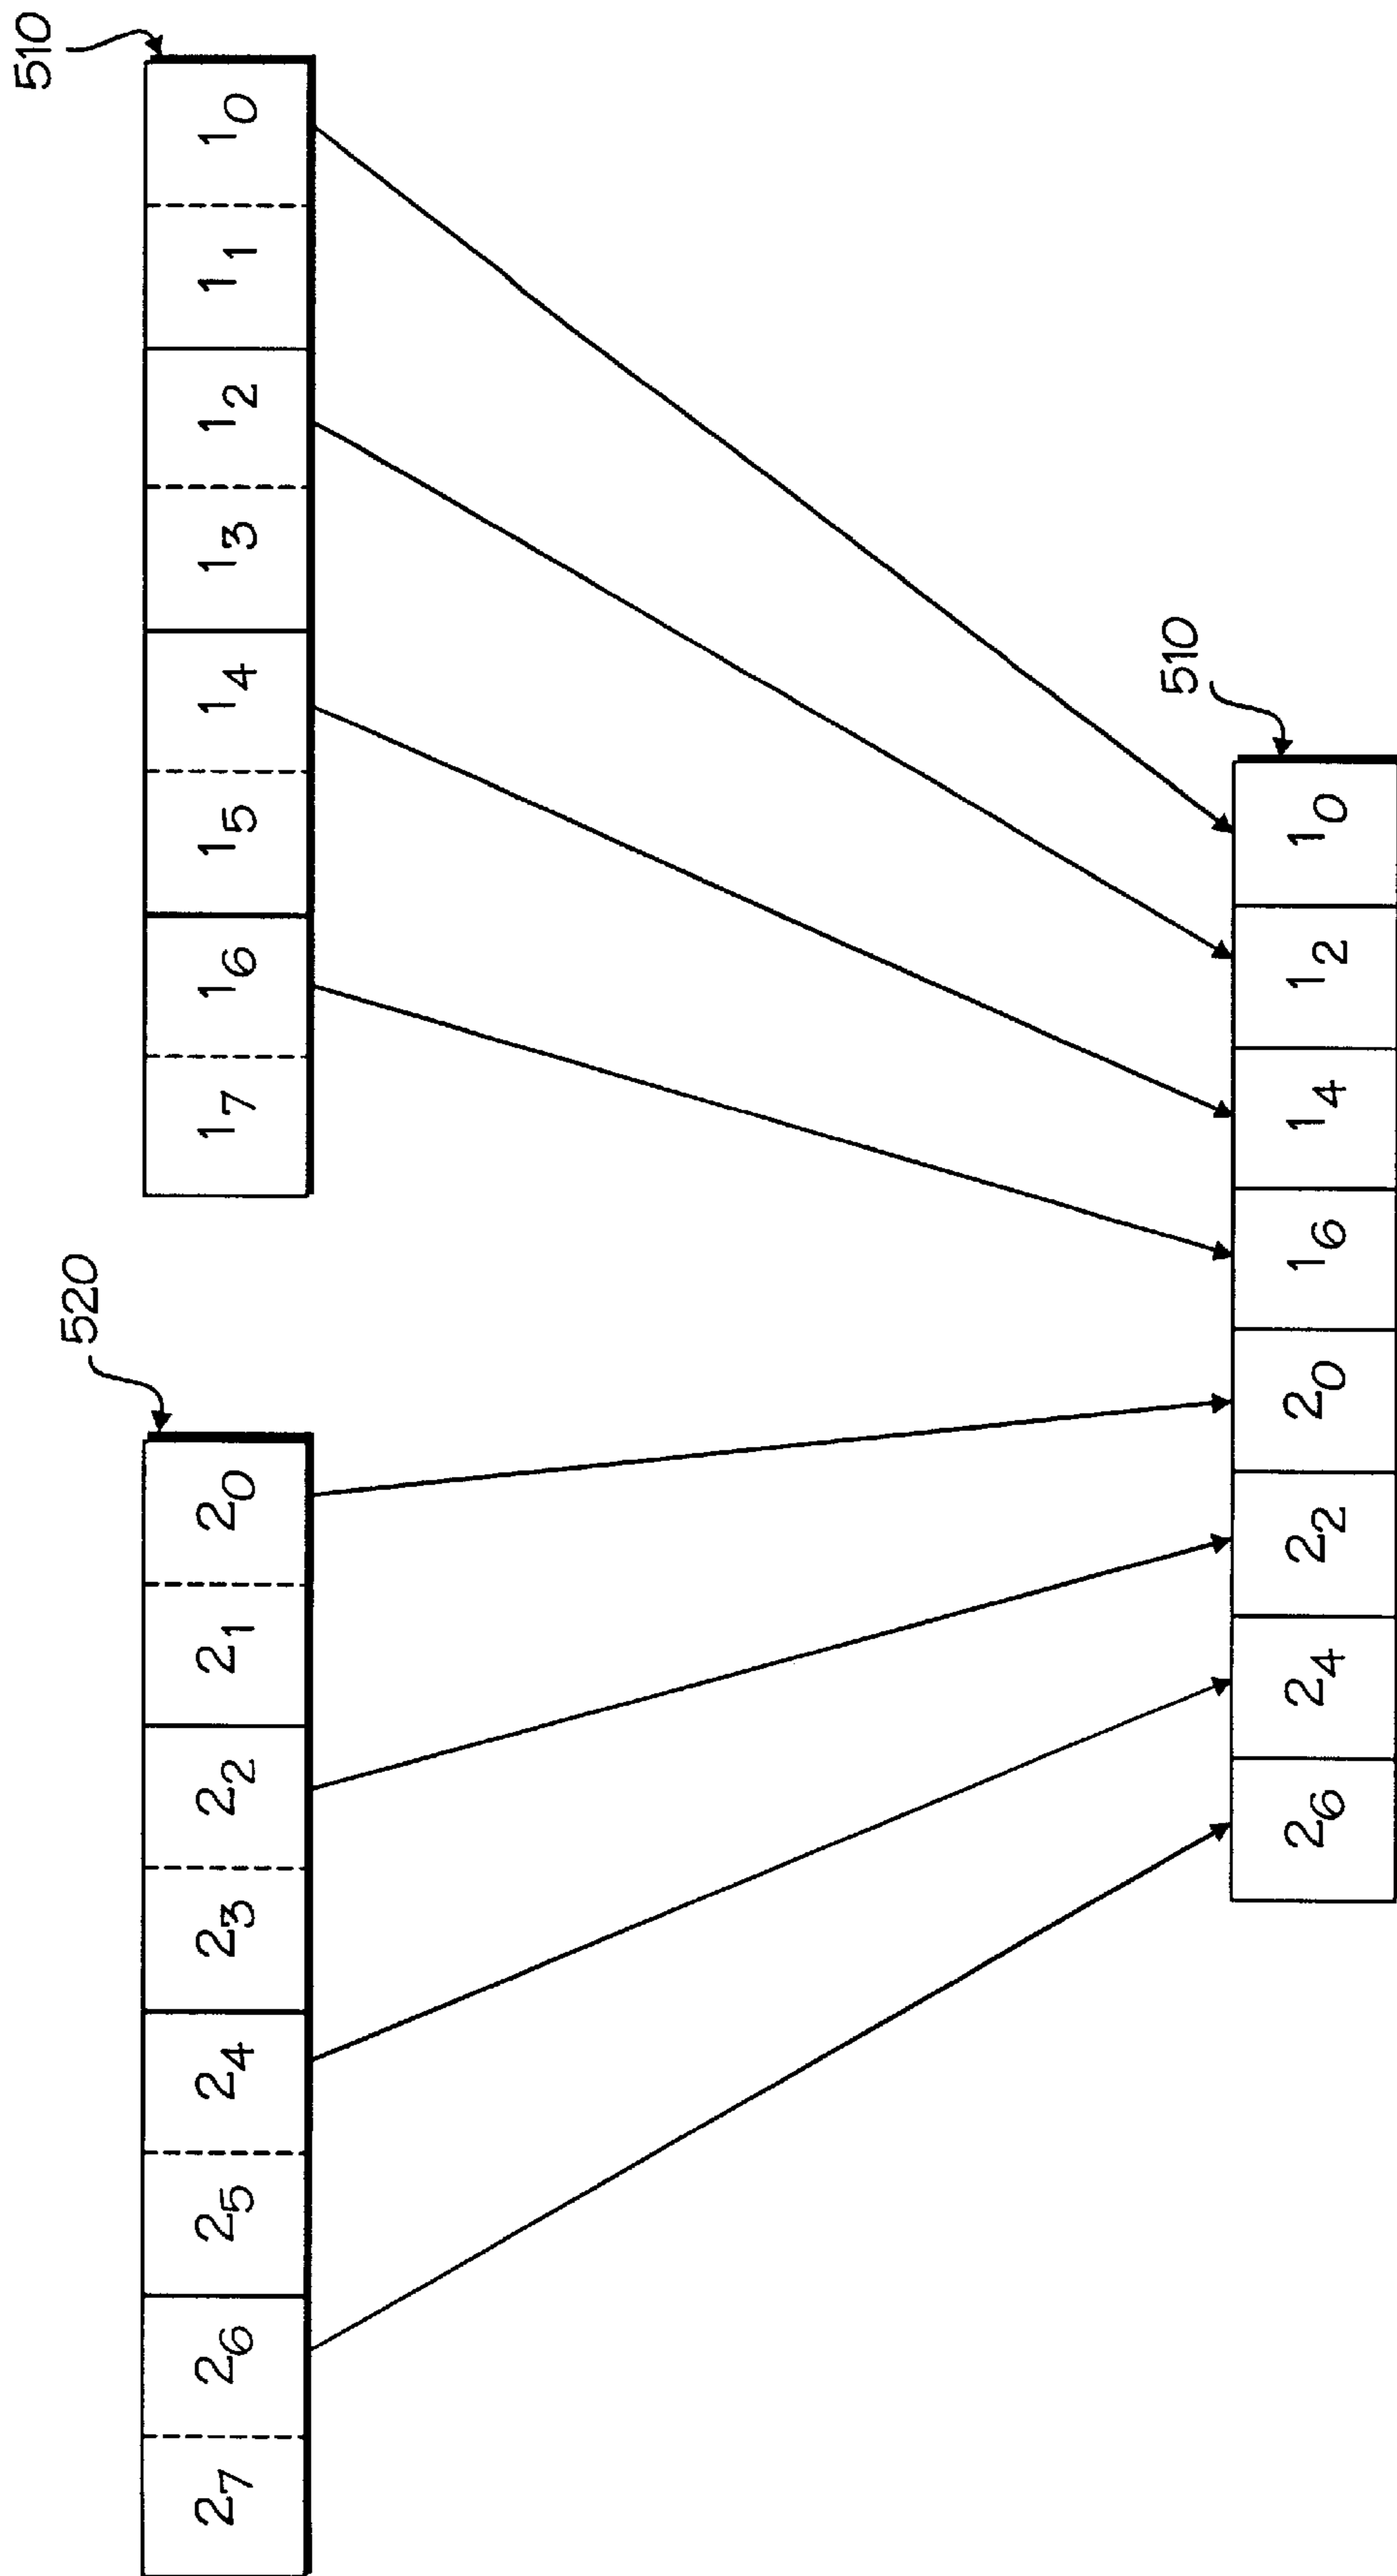 520
510
2₇ 2₆ 2₅ 2₄ 2₃ 2₂ 2₁ 2₀
1₇ 1₆ 1₅ 1₄ 1₃ 1₂ 1₁ 1₀
510
2₆ 2₄ 2₂ 2₀ 1₆ 1₄ 1₂ 1₀